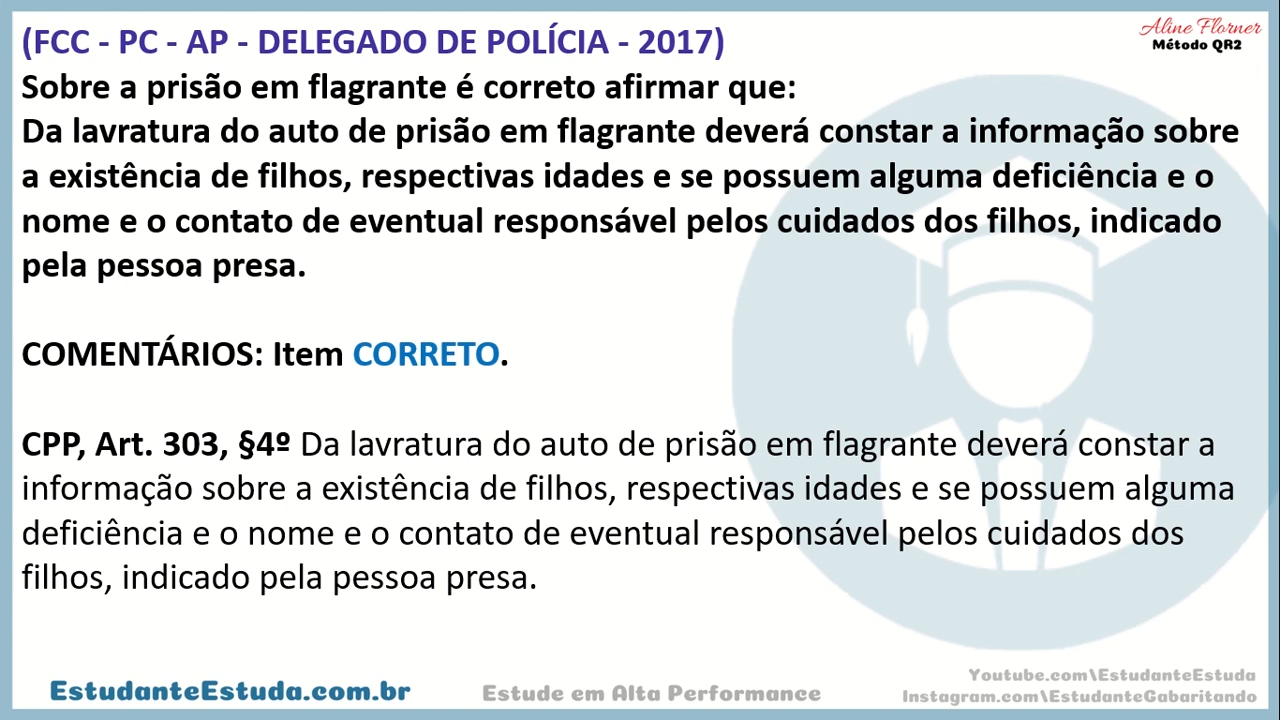 (FCC - PC - AP - DELEGADO DE POLÍCIA - 2017)
Aline Florner
Método QR2
Sobre a prisão em flagrante é correto afirmar que:
Da lavratura do auto de prisão em flagrante deverá constar a informação sobre
a existência de filhos, respectivas idades e se possuem alguma deficiência e o
nome e o contato de eventual responsável pelos cuidados dos filhos, indicado
pela pessoa presa.
COMENTÁRIOS: Item CORRETO.
CPP, Art. 303, §4º Da lavratura do auto de prisão em flagrante deverá constar a
informação sobre a existência de filhos, respectivas idades e se possuem alguma
deficiência e o nome e o contato de eventual responsável pelos cuidados dos
filhos, indicado pela pessoa presa.
EstudanteEstuda.com.br
Estude em Alta Performance
Youtube.com\EstudanteEstuda
Instagram.com\EstudanteGabaritando